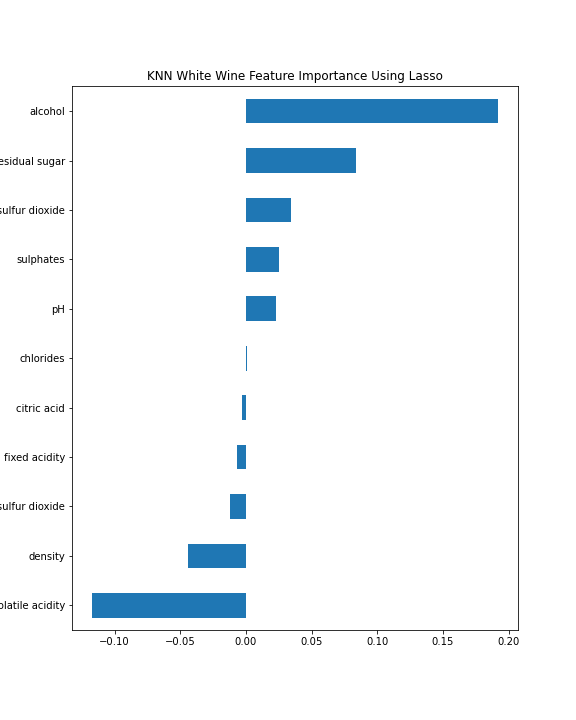 KNN White Wine Feature Importance Using Lasso
alcohol
esidual sugar
sulfur dioxide
sulphates
pH
chlorides
citric acid
fixed acidity
sulfur dioxide
density
olatile acidity
−0.10
−0.05
0.00
0.05
0.10
0.15
0.20